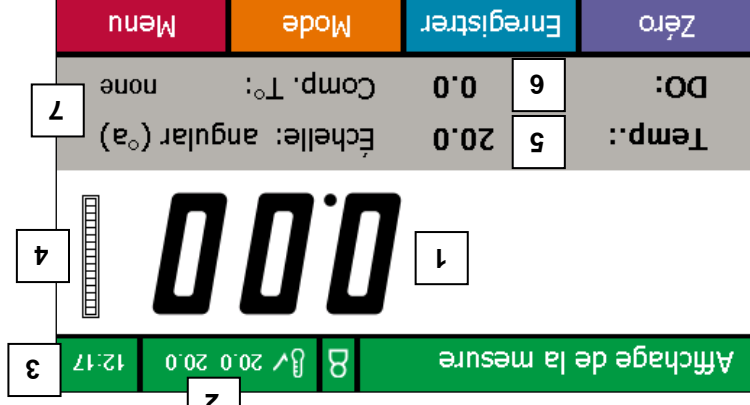 2
Affichage de la mesure 20.0 20.0 12:17 3
1 0.00 4
Temp.: 5 20.0 Échelle: angular (°a)
7
DO: 6 0.0 Comp. T°: none
Zéro Enregistrer Mode Menu